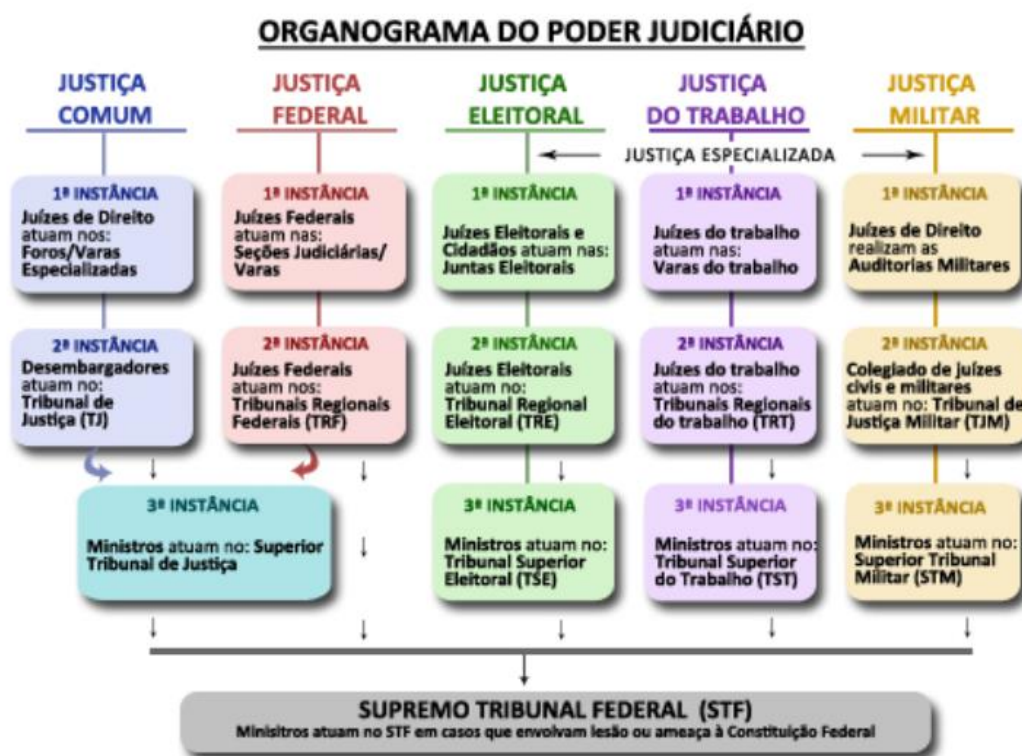 ORGANOGRAMA DO PODER JUDICIÁRIO
JUSTIÇA
COMUM
JUSTIÇA
FEDERAL
JUSTIÇA
ELEITORAL
JUSTIÇA
DO TRABALHO
JUSTIÇA
MILITAR
JUSTIÇA ESPECIALIZADA
1ª INSTÂNCIA
Juízes de Direito
atuam nos:
Foros/Varas
Especializadas
1ª INSTÂNCIA
Juízes Federais
atuam nas:
Seções Judiciárias/
Varas
1ª INSTÂNCIA
Juízes Eleitorais e
Cidadãos atuam nas:
Juntas Eleitorais
1ª INSTÂNCIA
Juízes do trabalho
atuam nas:
Varas do trabalho
1ª INSTÂNCIA
Juízes de Direito
realizam as
Auditorias Militares
2ª INSTÂNCIA
Desembargadores
atuam no:
Tribunal de
Justiça (TJ)
2ª INSTÂNCIA
Juízes Federais
atuam nos:
Tribunais Regionais
Federais (TRF)
2ª INSTÂNCIA
Juízes Eleitorais
atuam no:
Tribunal Regional
Eleitoral (TRE)
2ª INSTÂNCIA
Juízes do trabalho
atuam nos:
Tribunais Regionais
do trabalho (TRT)
2ª INSTÂNCIA
Colegiado de juízes
civis e militares
atuam no: Tribunal de
Justiça Militar (TJM)
3ª INSTÂNCIA
Ministros atuam no: Superior
Tribunal de Justiça
3ª INSTÂNCIA
Ministros atuam no:
Tribunal Superior
Eleitoral (TSE)
3ª INSTÂNCIA
Ministros atuam no:
Tribunal Superior
do Trabalho (TST)
3ª INSTÂNCIA
Ministros atuam no:
Superior Tribunal
Militar (STM)
SUPREMO TRIBUNAL FEDERAL (STF)
Minisitros atuam no STF em casos que envolvam lesão ou ameaça à Constituição Federal